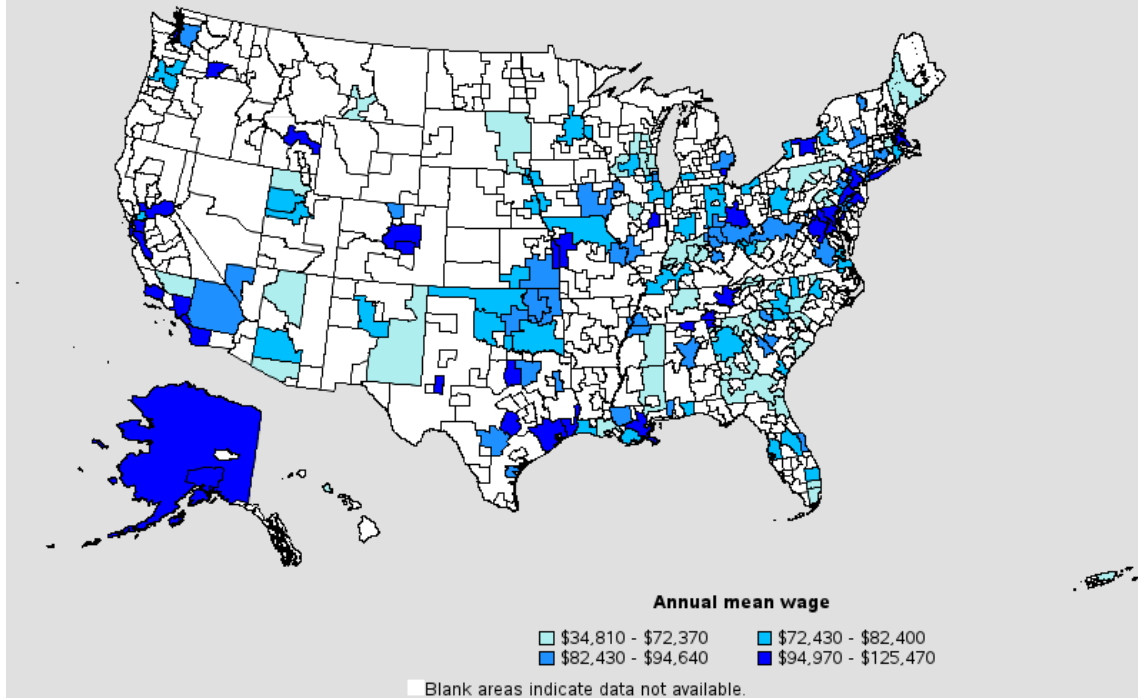 Annual mean wage
$34,810 - $72,370 $72,430 - $82,400
$82,430 - $94,640 $94,970 - $125,470
Blank areas indicate data not available.